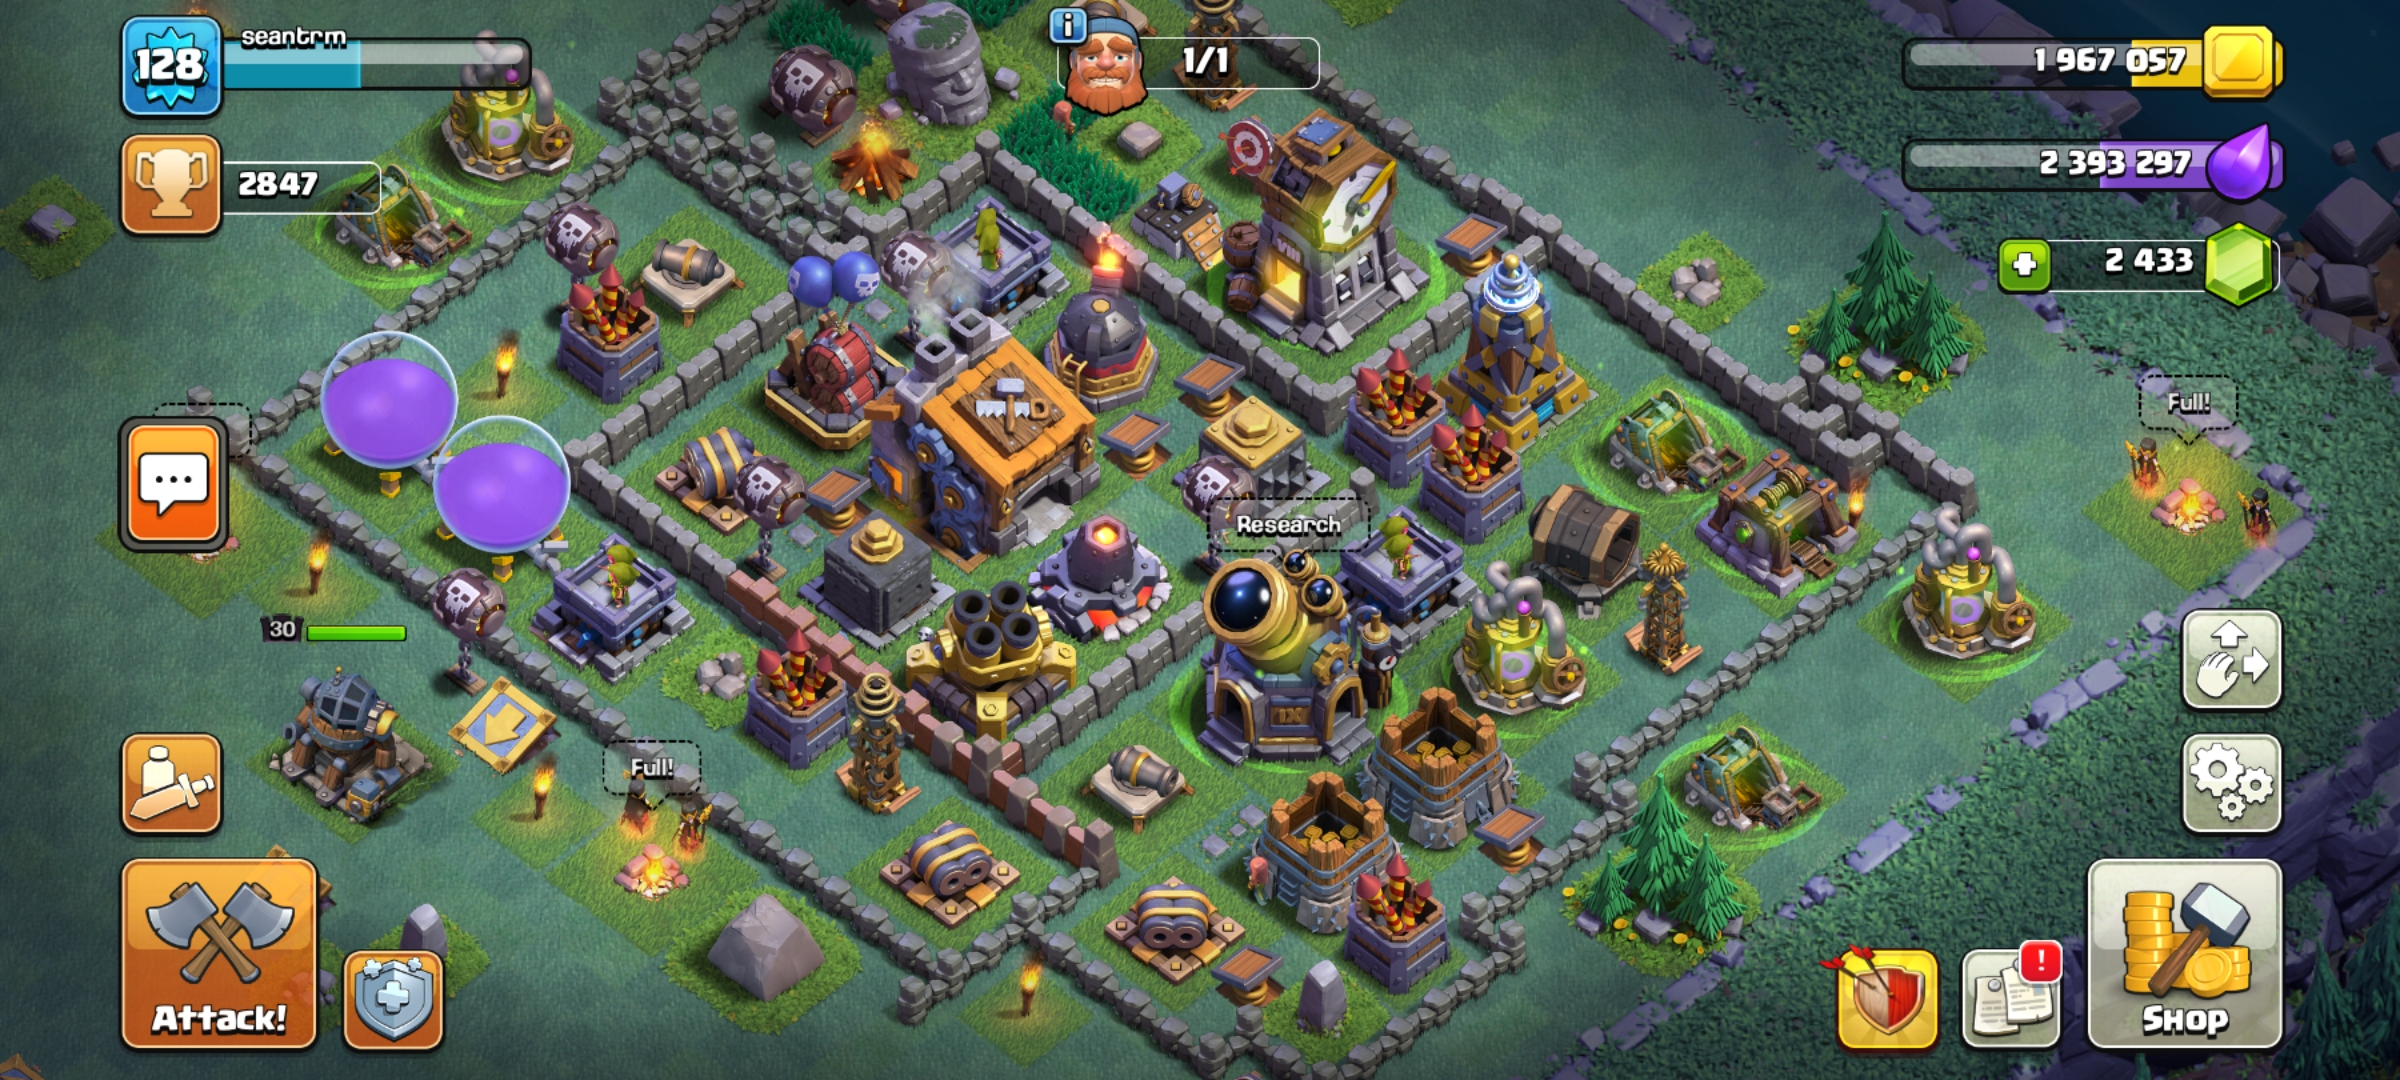 128
seantrm
1/1
1 967 057
2847
2 393 297
2 433
Full!
Research
30
Full!
IX
Attack!
!
Shop